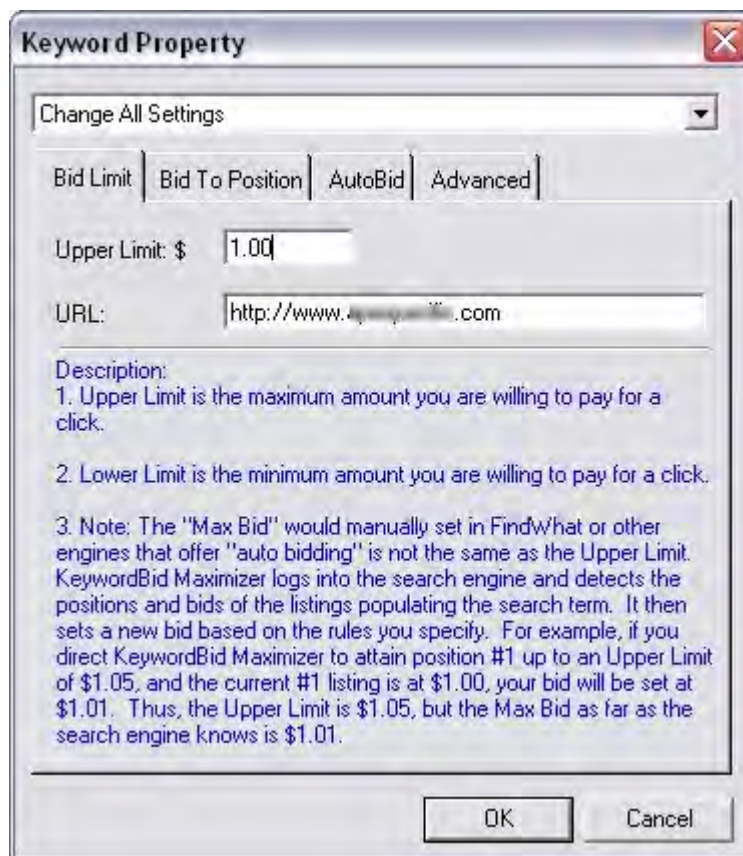 Keyword Property
Change All Settings
Bid Limit Bid To Position AutoBid Advanced
Upper Limit: $ 1.00
URL: http://www. .com
Description:
1. Upper Limit is the maximum amount you are willing to pay for a
click.
2. Lower Limit is the minimum amount you are willing to pay for a click.
3. Note: The "Max Bid" would manually set in FindWhat or other
engines that offer "auto bidding" is not the same as the Upper Limit.
KeywordBid Maximizer logs into the search engine and detects the
positions and bids of the listings populating the search term. It then
sets a new bid based on the rules you specify. For example, if you
direct KeywordBid Maximizer to attain position #1 up to an Upper Limit
of $1.05, and the current #1 listing is at $1.00, your bid will be set at
$1.01. Thus, the Upper Limit is $1.05, but the Max Bid as far as the
search engine knows is $1.01.
OK Cancel